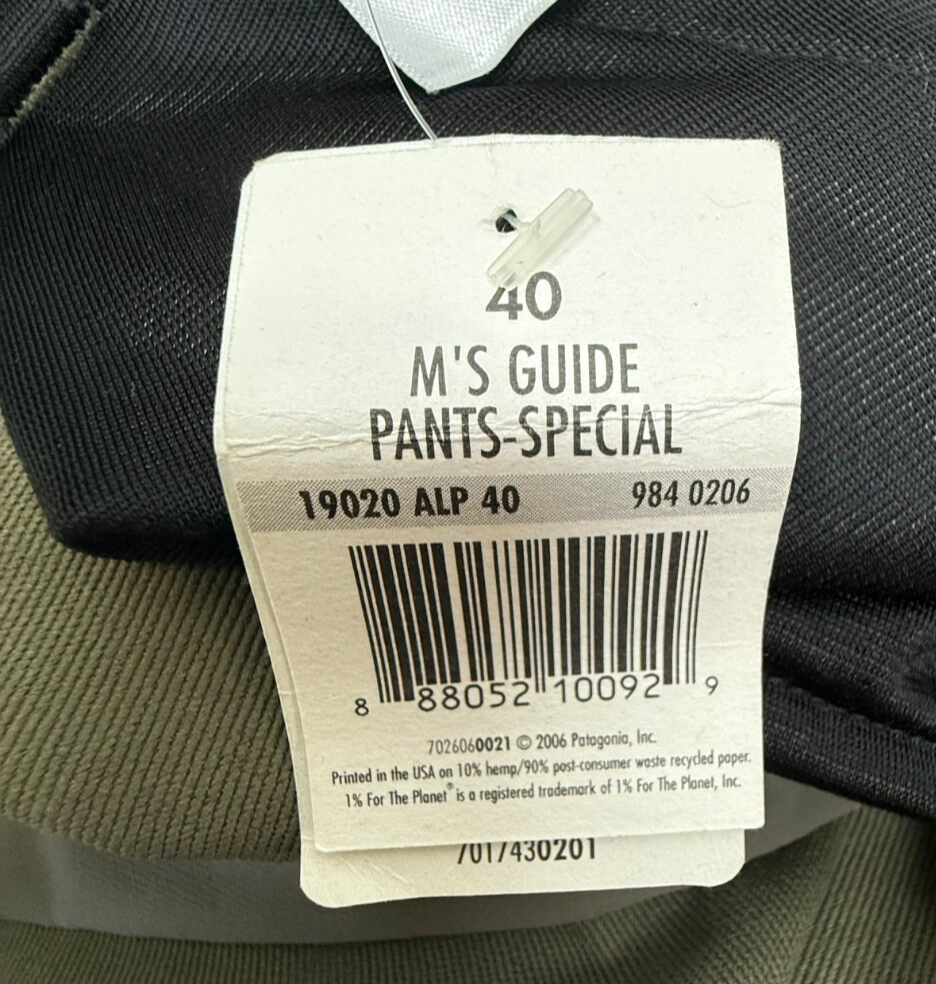 40
M'S GUIDE
PANTS-SPECIAL
19020 ALP 40 984 0206
8 88052 10092 9
7026060021 © 2006 Patagonia, Inc.
Printed in the USA on 10% hemp/90% post-consumer waste recycled paper.
1% For The Planet® is a registered trademark of 1% For The Planet, Inc.
7017430201